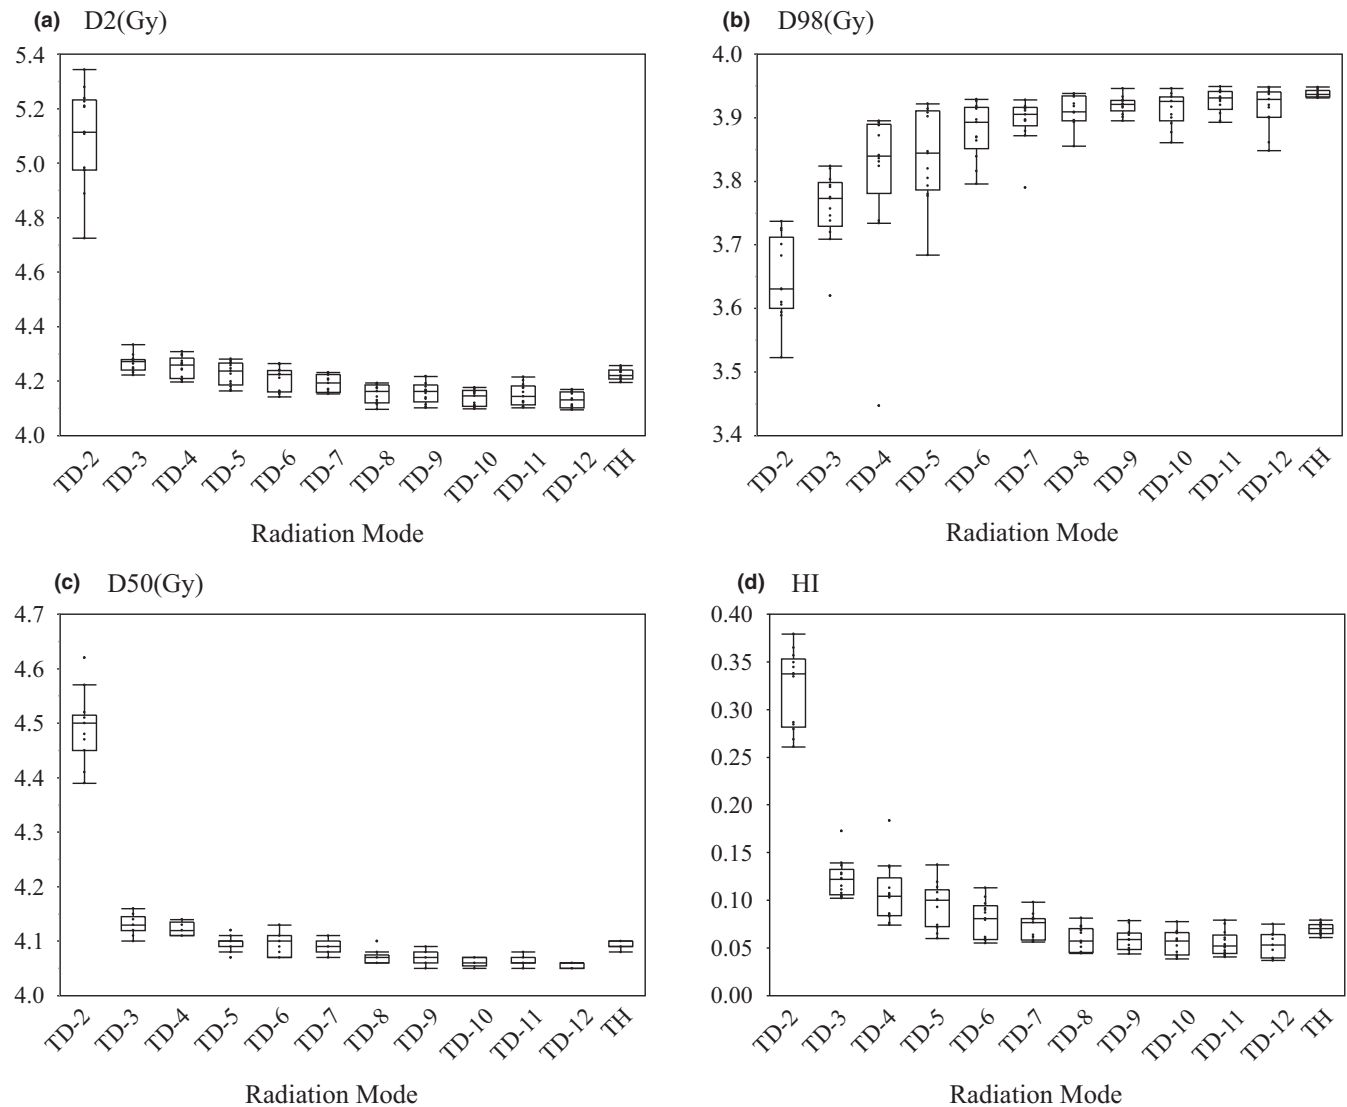 (a) D2(Gy)
5.4
5.2
5.0
4.8
4.6
4.4
4.2
4.0
TD-2 TD-3 TD-4 TD-5 TD-6 TD-7 TD-8 TD-9 TD-10 TD-11 TD-12 TH
Radiation Mode
(b) D98(Gy)
4.0
3.9
3.8
3.7
3.6
3.5
3.4
TD-2 TD-3 TD-4 TD-5 TD-6 TD-7 TD-8 TD-9 TD-10 TD-11 TD-12 TH
Radiation Mode
(c) D50(Gy)
4.7
4.6
4.5
4.4
4.3
4.2
4.1
4.0
TD-2 TD-3 TD-4 TD-5 TD-6 TD-7 TD-8 TD-9 TD-10 TD-11 TD-12 TH
Radiation Mode
(d) HI
0.40
0.35
0.30
0.25
0.20
0.15
0.10
0.05
0.00
TD-2 TD-3 TD-4 TD-5 TD-6 TD-7 TD-8 TD-9 TD-10 TD-11 TD-12 TH
Radiation Mode